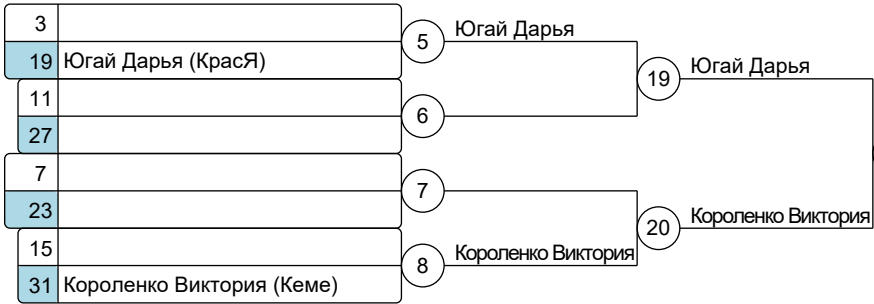 3
19 Югай Дарья (КрасЯ)
5 Югай Дарья
11
27
6
19 Югай Дарья
7
23
7
15
31 Короленко Виктория (Кеме)
8 Короленко Виктория
20 Короленко Виктория